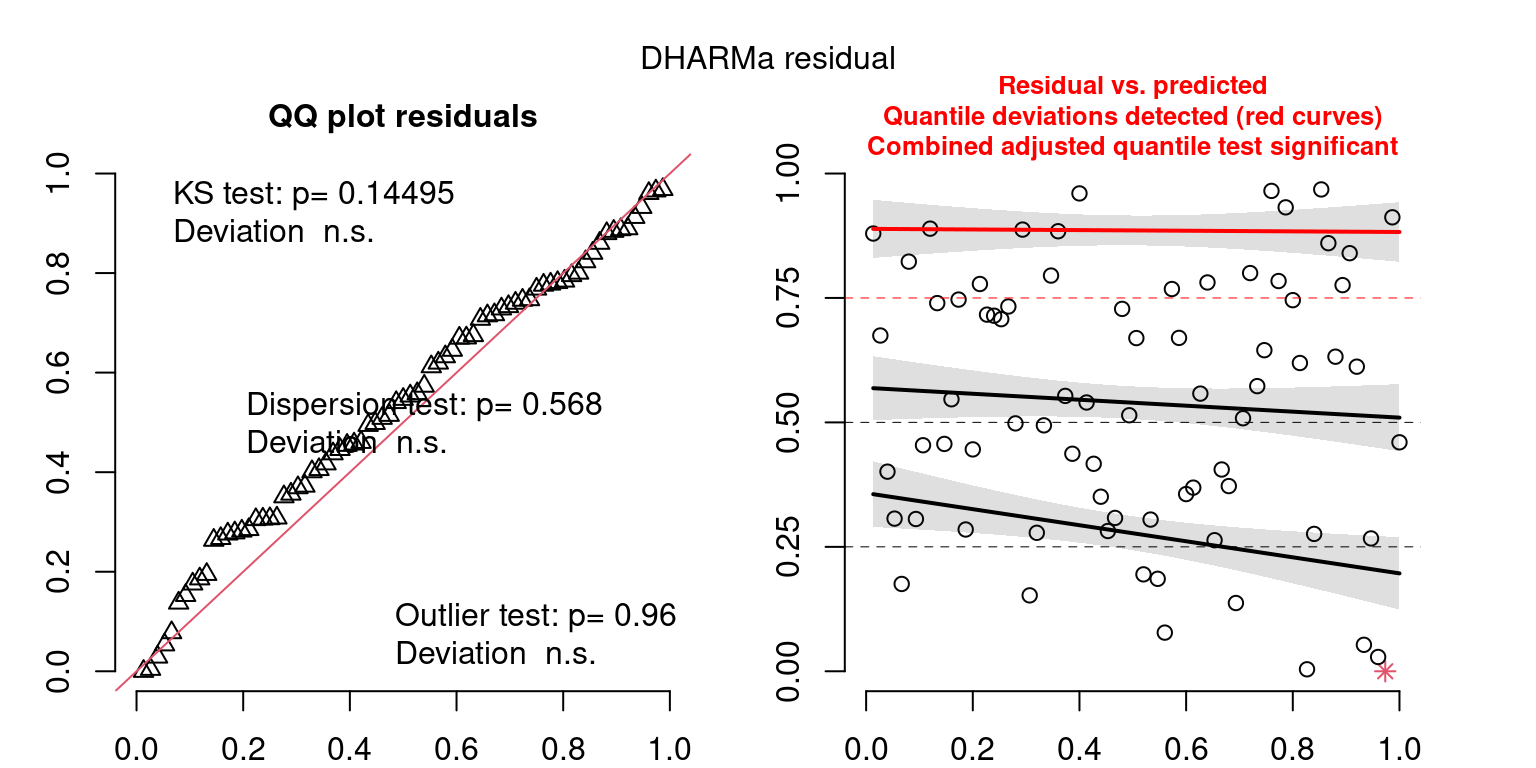 DHARMa residual
QQ plot residuals
KS test: p= 0.14495
Deviation  n.s.
Dispersion test: p= 0.568
Deviation  n.s.
Outlier test: p= 0.96
Deviation  n.s.
1.0
0.8
0.6
0.4
0.2
0.0
0.0 0.2 0.4 0.6 0.8 1.0
Residual vs. predicted
Quantile deviations detected (red curves)
Combined adjusted quantile test significant
1.00
0.75
0.50
0.25
0.00
0.0 0.2 0.4 0.6 0.8 1.0